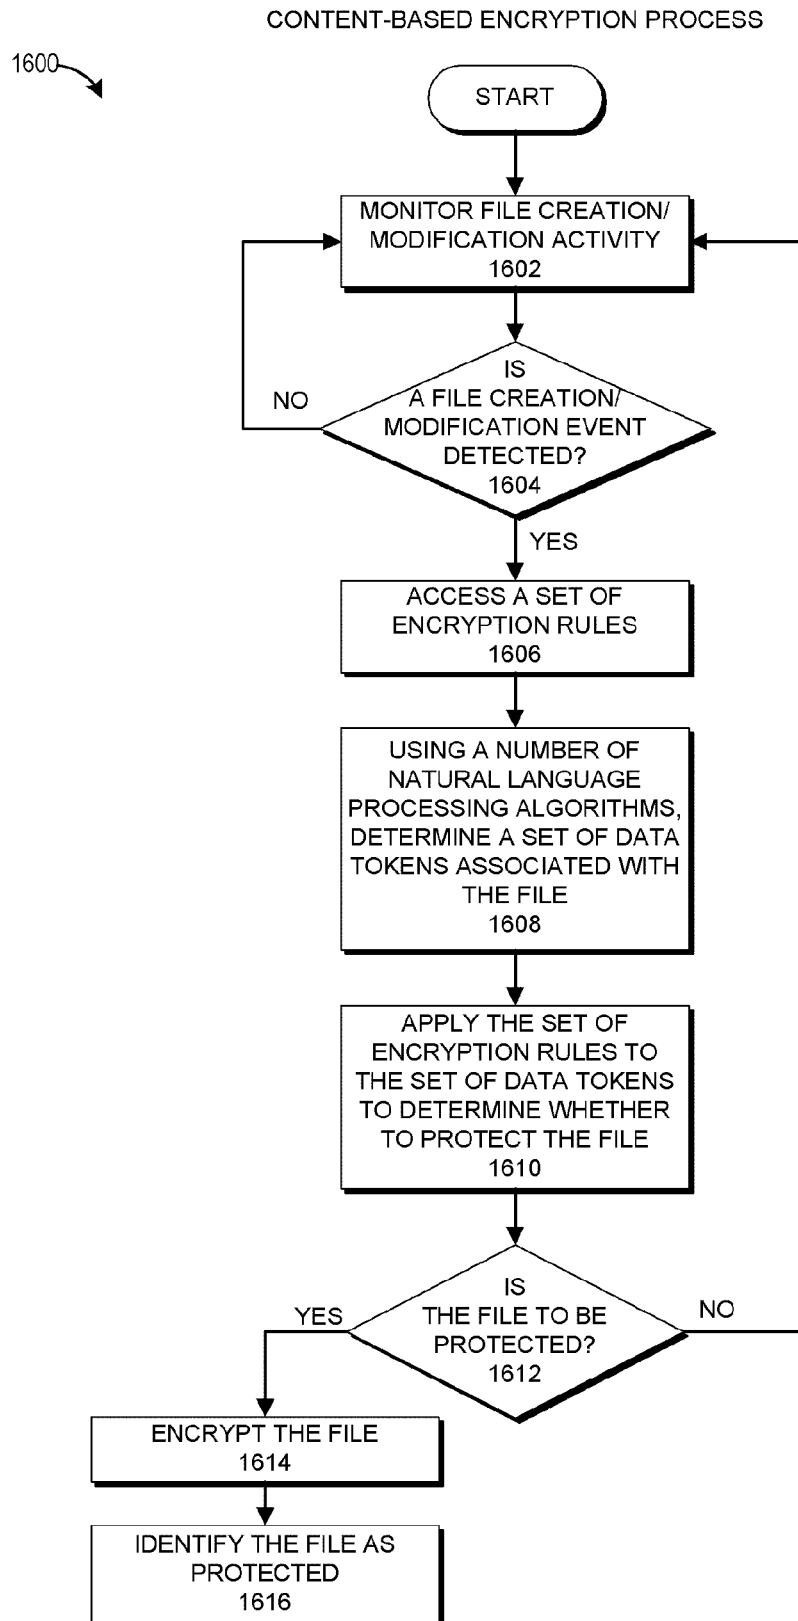 CONTENT-BASED ENCRYPTION PROCESS
1600
START
MONITOR FILE CREATION/
MODIFICATION ACTIVITY
1602
IS
A FILE CREATION/
MODIFICATION EVENT
DETECTED?
1604
NO
YES
ACCESS A SET OF
ENCRYPTION RULES
1606
USING A NUMBER OF
NATURAL LANGUAGE
PROCESSING ALGORITHMS,
DETERMINE A SET OF DATA
TOKENS ASSOCIATED WITH
THE FILE
1608
APPLY THE SET OF
ENCRYPTION RULES TO
THE SET OF DATA TOKENS
TO DETERMINE WHETHER
TO PROTECT THE FILE
1610
IS
THE FILE TO BE
PROTECTED?
1612
YES
NO
ENCRYPT THE FILE
1614
IDENTIFY THE FILE AS
PROTECTED
1616